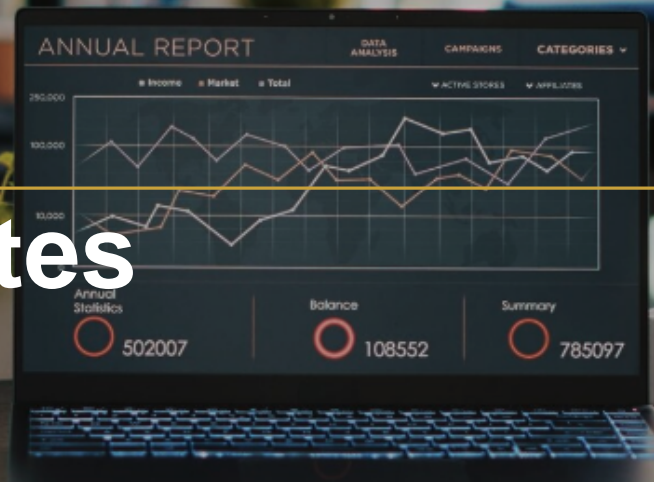 ANNUAL REPORT
DATA
ANALYSIS
CAMPAIGNS
CATEGORIES
Income Market Total
ACTIVE STORES AFFILIATES
250,000
100,000
10,000
tes
Annual
Statistics
502007
Balance
108552
Summary
785097